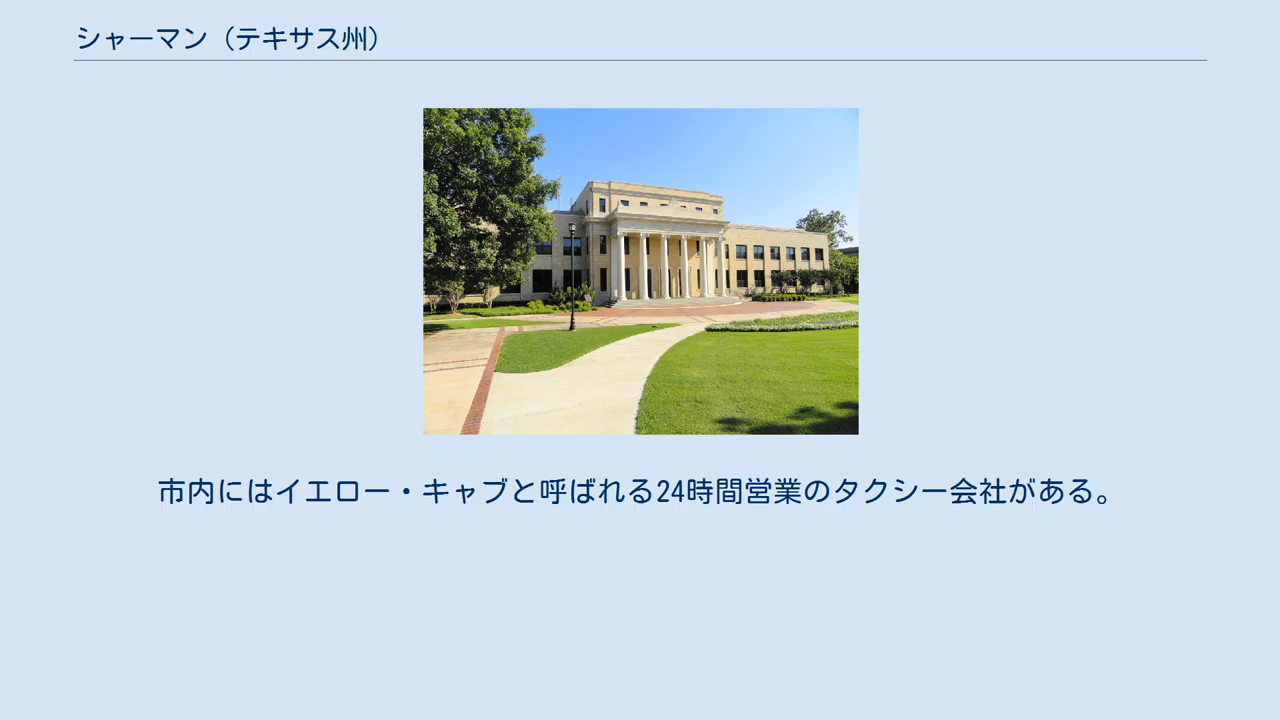 シャーマン（テキサス州）
市内にはイエロー・キャブと呼ばれる24時間営業のタクシー会社がある。